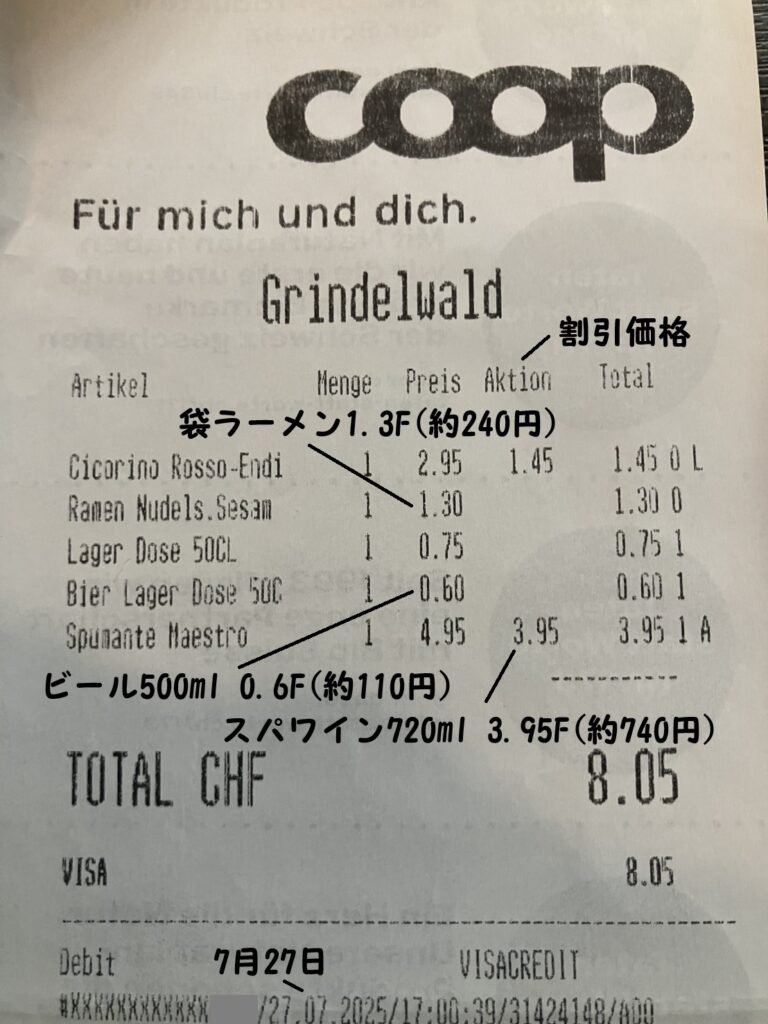 coop
Für mich und dich.
Grindelwald
割引価格
Artikel Menge Preis Aktion Total
袋ラーメン1.3F(約240円)
Cicorino Rosso-Endi 1 2.95 1.45 1.45 0 L
Ramen Nudels.Sesam 1 1.30 1.30 0
Lager Dose 50CL 1 0.75 0.75 1
Bier Lager Dose 50C 1 0.60 0.60 1
Spumante Maestro 1 4.95 3.95 3.95 1 A
ビール500ml 0.6F(約110円)
スパワイン720ml 3.95F(約740円)
TOTAL CHF 8.05
VISA 8.05
Debit 7月27日 VISACREDIT
#XXXXXXXXXXXX /27.07.2025/17:00:39/31424148/A00